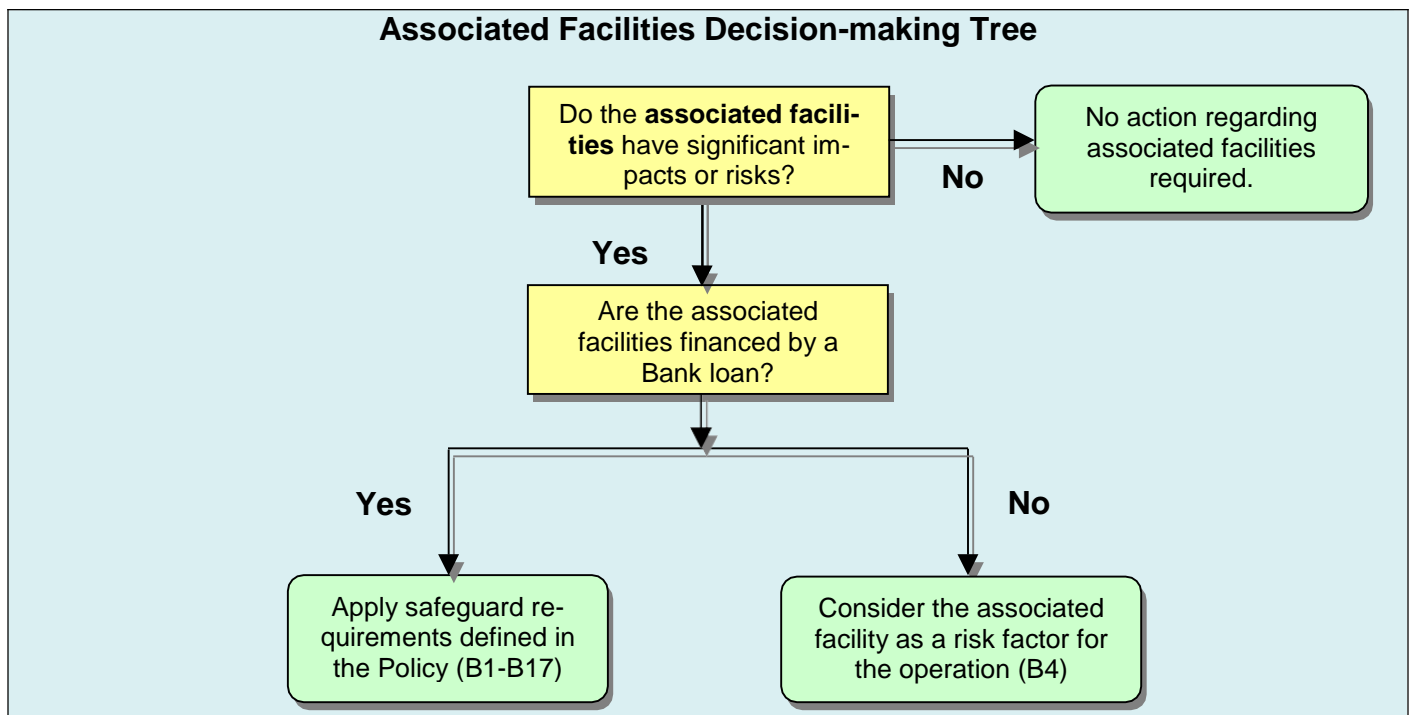 Associated Facilities Decision-making Tree
Do the associated facili-
ties have significant im-
pacts or risks?
No action regarding
associated facilities
required.
No
Yes
Are the associated
facilities financed by a
Bank loan?
Yes
No
Apply safeguard re-
quirements defined in
the Policy (B1-B17)
Consider the associated
facility as a risk factor for
the operation (B4)